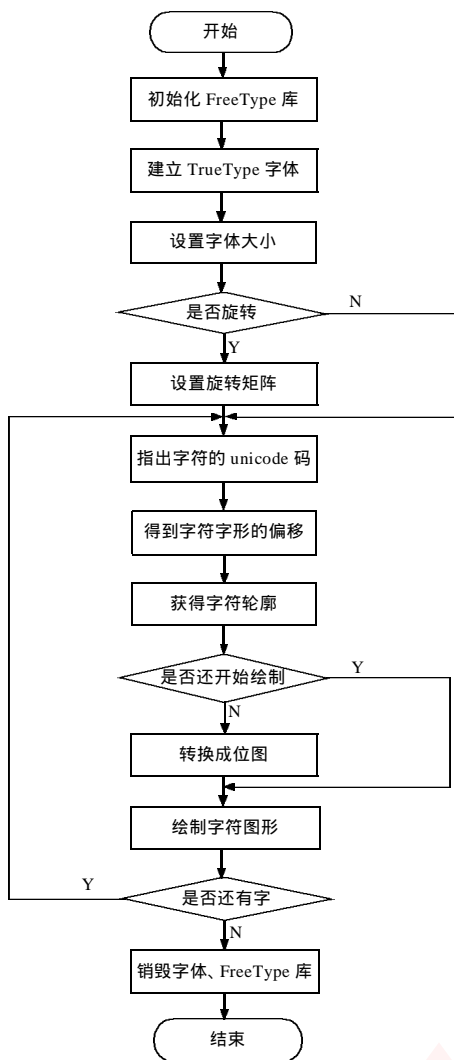 开始
初始化 FreeType 库
建立 TrueType 字体
设置字体大小
是否旋转
N
Y
设置旋转矩阵
指出字符的 unicode 码
得到字符字形的偏移
获得字符轮廓
是否还开始绘制
Y
N
转换成位图
绘制字符图形
Y
是否还有字
N
销毁字体、FreeType 库
结束